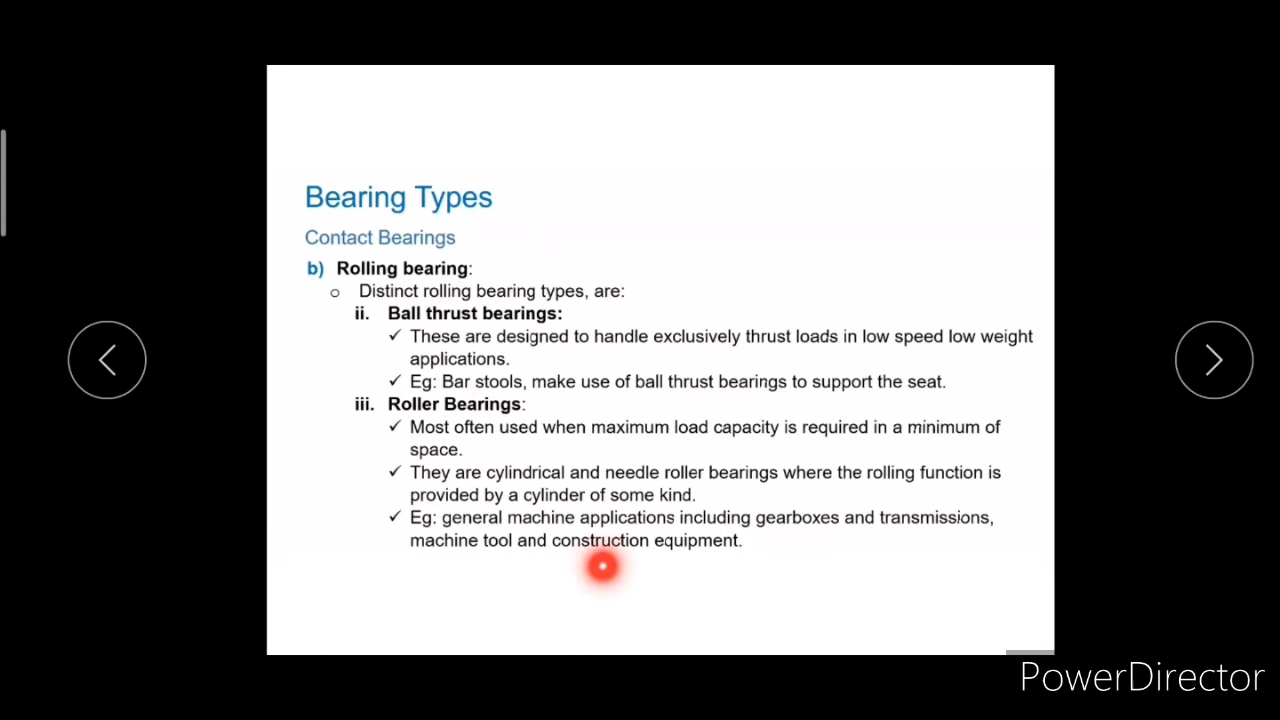 Bearing Types
Contact Bearings
b) Rolling bearing:
o Distinct rolling bearing types, are:
ii. Ball thrust bearings:
✓ These are designed to handle exclusively thrust loads in low speed low weight
applications.
✓ Eg: Bar stools, make use of ball thrust bearings to support the seat.
iii. Roller Bearings:
✓ Most often used when maximum load capacity is required in a minimum of
space.
✓ They are cylindrical and needle roller bearings where the rolling function is
provided by a cylinder of some kind.
✓ Eg: general machine applications including gearboxes and transmissions,
machine tool and construction equipment.
PowerDirector